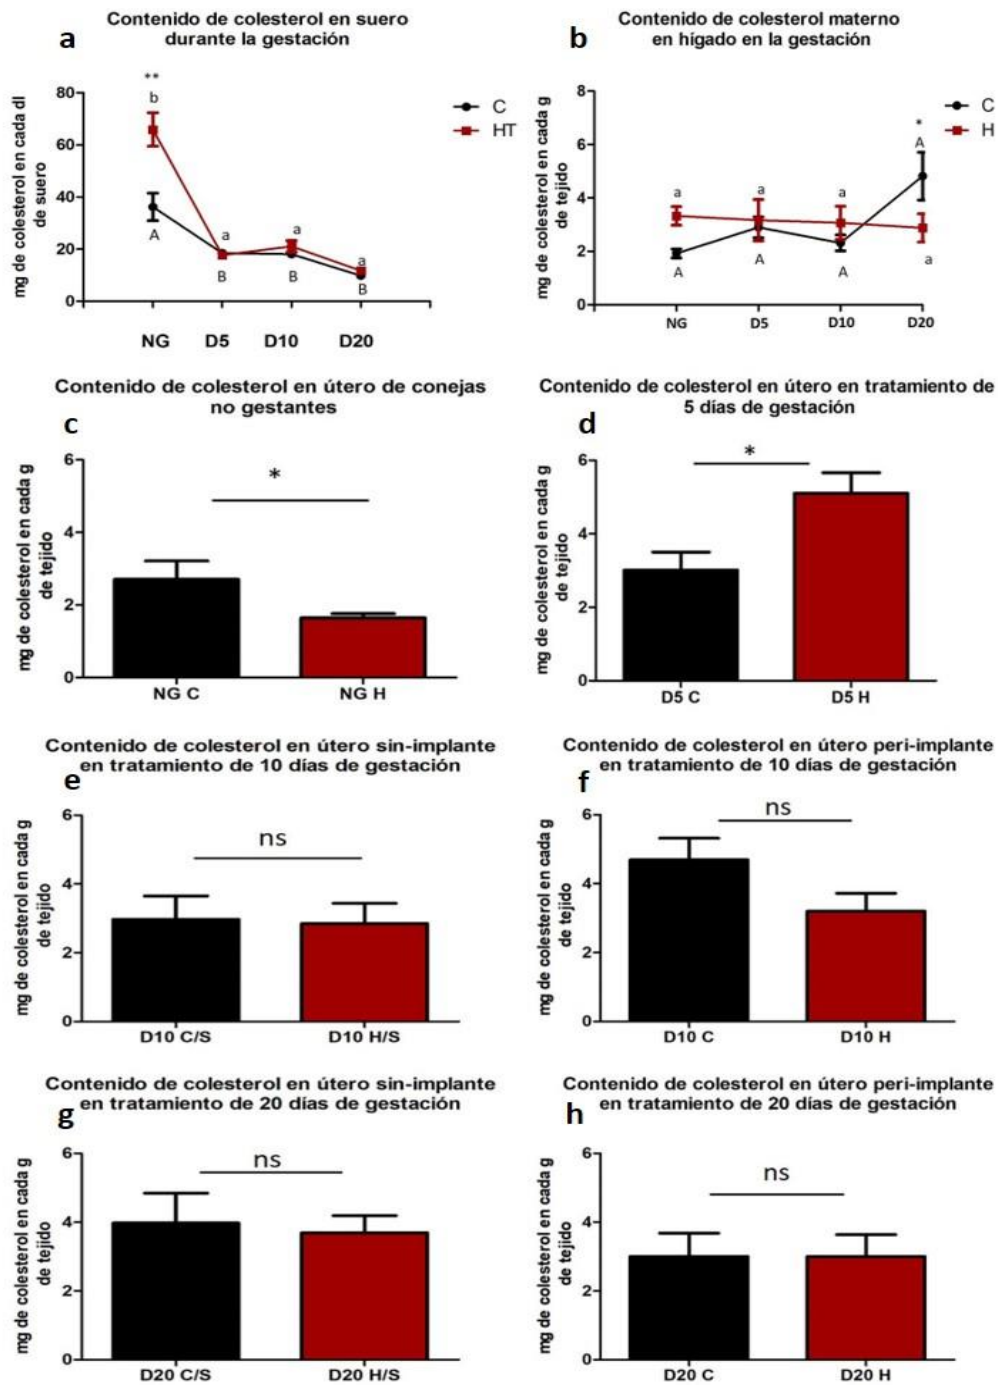 Contenido de colesterol en suero
durante la gestación
a
mg de colesterol en cada dl
de suero
80
60
40
20
0
**
b
A
a
B
a
B
a
B
C
HT
NG D5 D10 D20
Contenido de colesterol materno
en hígado en la gestación
b
mg de colesterol en cada g
de tejido
8
6
4
2
0
a
A
a
A
a
A
*
A
a
C
H
NG D5 D10 D20
Contenido de colesterol en útero de conejas
no gestantes
c
mg de colesterol en cada g
de tejido
6
4
2
0
*
NG C NG H
Contenido de colesterol en útero en tratamiento de
5 días de gestación
d
mg de colesterol en cada g
de tejido
6
4
2
0
*
D5 C D5 H
Contenido de colesterol en útero sin-implante
en tratamiento de 10 días de gestación
e
mg de colesterol en cada g
de tejido
6
4
2
0
ns
D10 C/S D10 H/S
Contenido de colesterol en útero peri-implante
en tratamiento de 10 días de gestación
f
mg de colesterol en cada g
de tejido
6
4
2
0
ns
D10 C D10 H
Contenido de colesterol en útero sin-implante
en tratamiento de 20 días de gestación
g
mg de colesterol en cada g
de tejido
6
4
2
0
ns
D20 C/S D20 H/S
Contenido de colesterol en útero peri-implante
en tratamiento de 20 días de gestación
h
mg de colesterol en cada g
de tejido
6
4
2
0
ns
D20 C D20 H